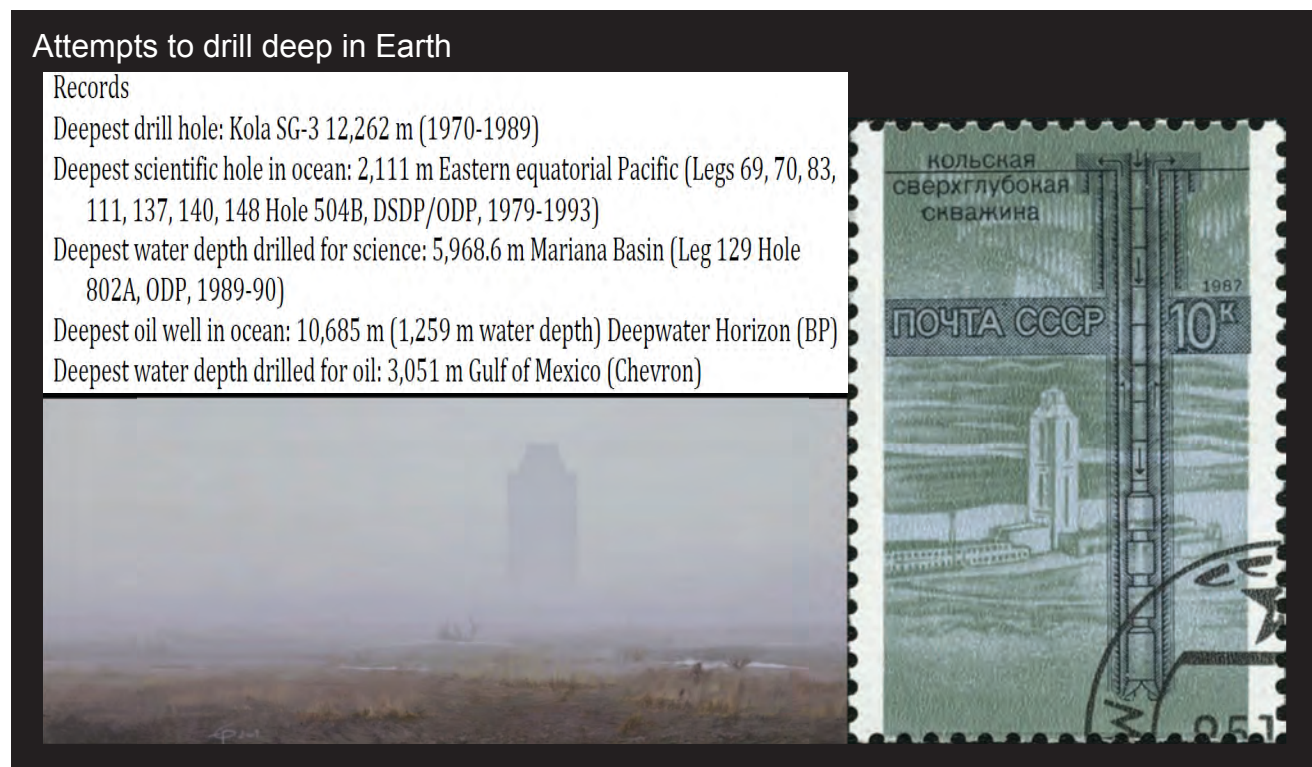 Attempts to drill deep in Earth
Records
Deepest drill hole: Kola SG-3 12,262 m (1970-1989)
Deepest scientific hole in ocean: 2,111 m Eastern equatorial Pacific (Legs 69, 70, 83,
111, 137, 140, 148 Hole 504B, DSDP/ODP, 1979-1993)
Deepest water depth drilled for science: 5,968.6 m Mariana Basin (Leg 129 Hole
802A, ODP, 1989-90)
Deepest oil well in ocean: 10,685 m (1,259 m water depth) Deepwater Horizon (BP)
Deepest water depth drilled for oil: 3,051 m Gulf of Mexico (Chevron)
кольская
сверхглубокая
скважина
1987
ПОЧТА СССР 10К